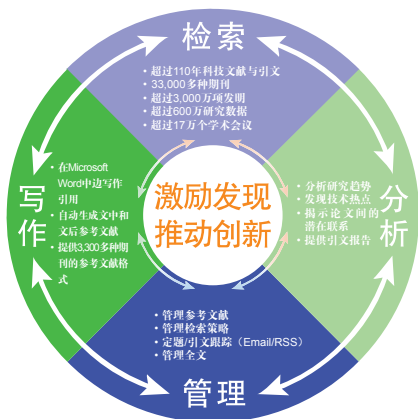 检索
• 超过110年科技文献与引文
• 33,000多种期刊
• 超过3,000万项发明
• 超过600万研究数据
• 超过17万个学术会议
写作
• 在Microsoft
Word中边写作
引用
• 自动生成文中和
文后参考文献
• 提供3,300多种期
刊的参考文献格
式
激励发现
推动创新
• 分析研究趋势
• 发现技术热点
• 揭示论文间的
潜在联系
• 提供引文报告
分析
• 管理参考文献
• 管理检索策略
• 定题/引文跟踪（Email/RSS）
• 管理全文
管理